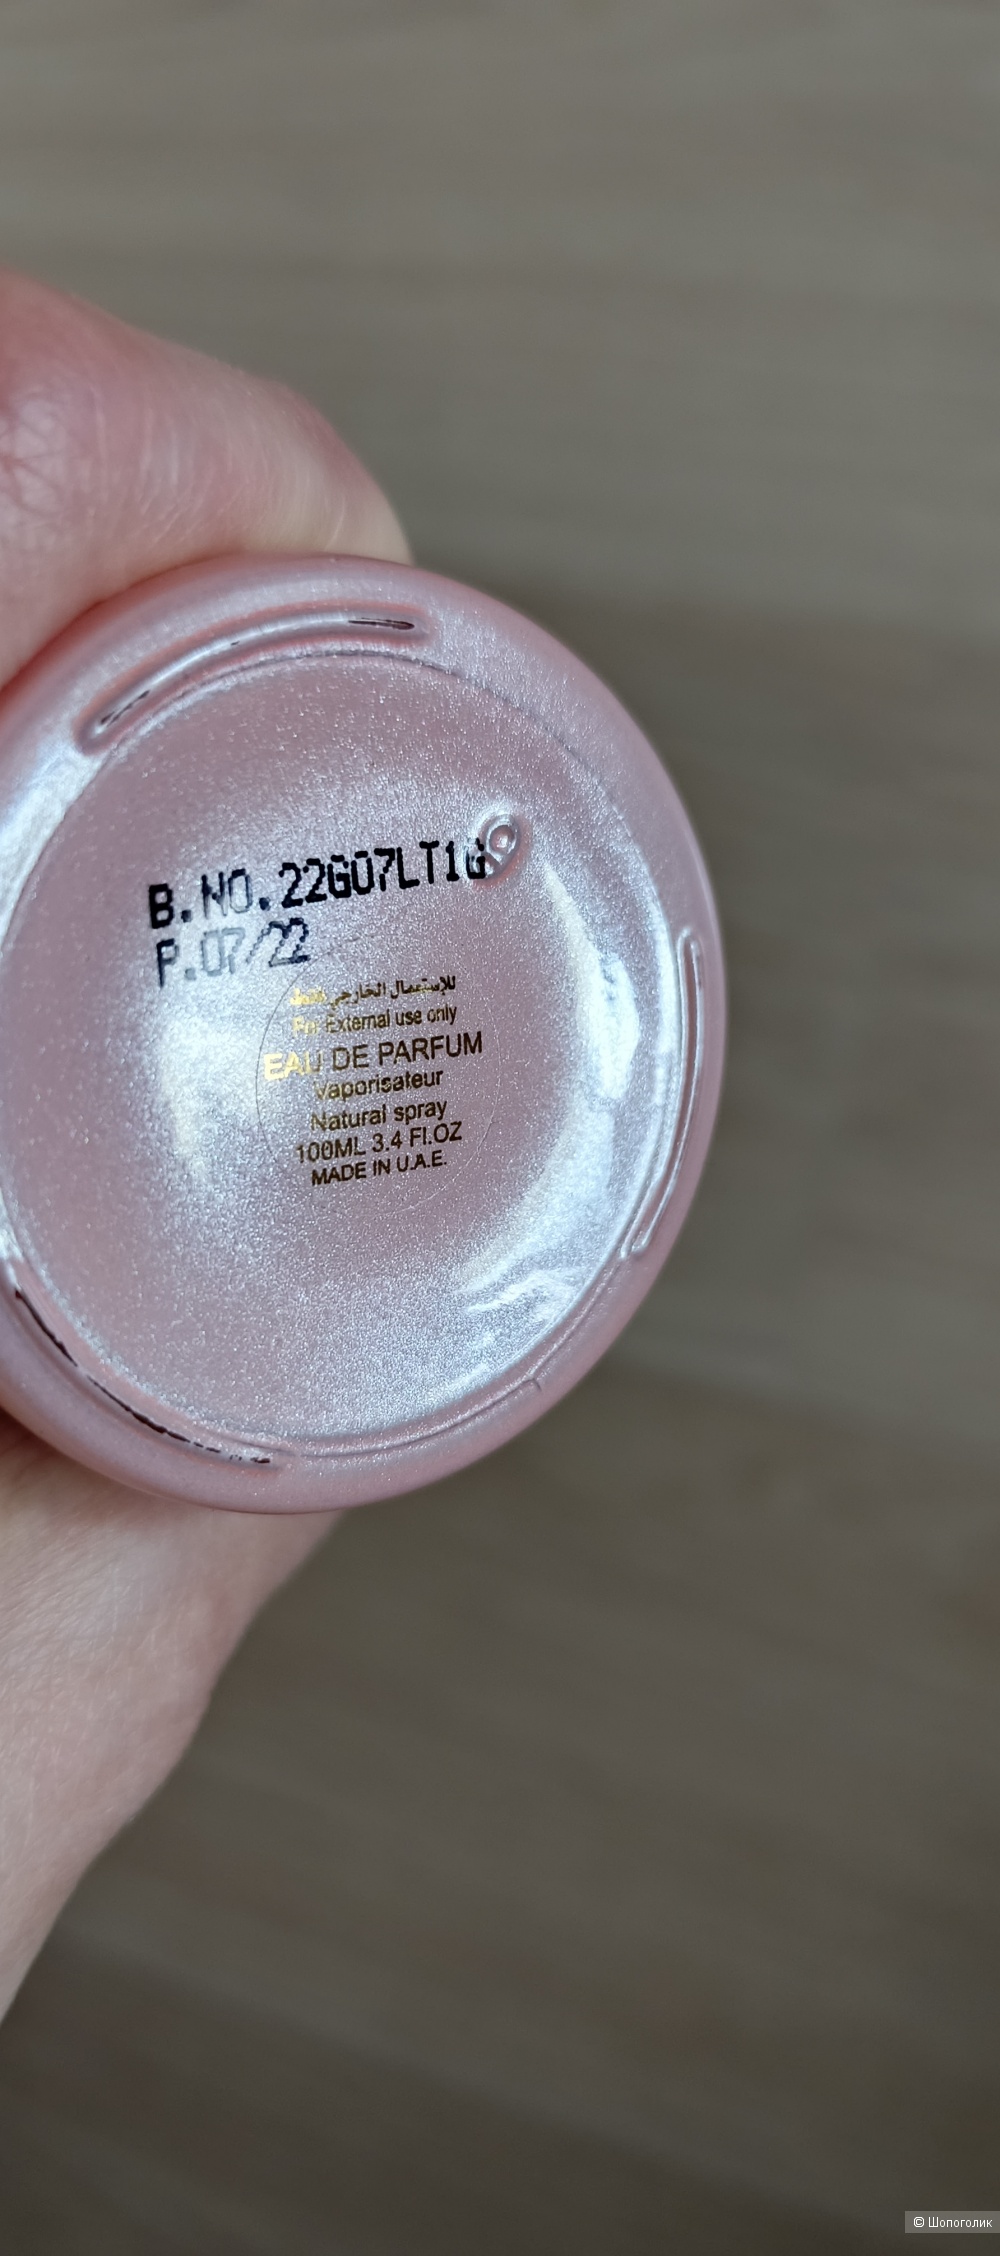 B.NO.22G07LT1G
P.07/22
للإستعمال الخارجي فقط
For External use only
EAU DE PARFUM
Vaporisateur
Natural spray
100ML 3.4 Fl.OZ
MADE IN U.A.E.
© Шопоголик